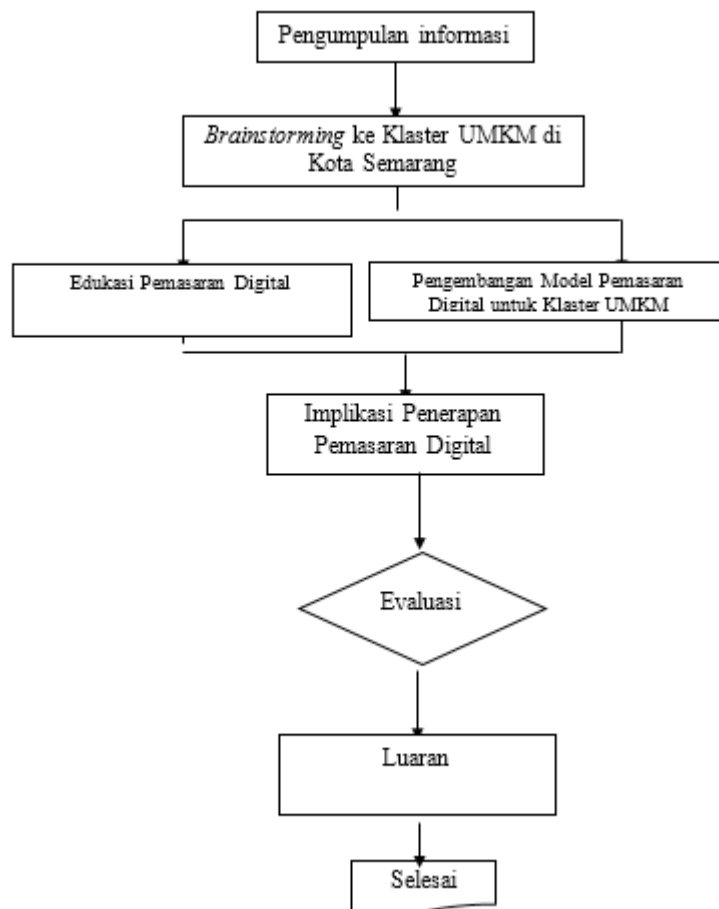 Pengumpulan informasi
Brainstorming ke Klaster UMKM di
Kota Semarang
Edukasi Pemasaran Digital
Pengembangan Model Pemasaran
Digital untuk Klaster UMKM
Implikasi Penerapan
Pemasaran Digital
Evaluasi
Luaran
Selesai